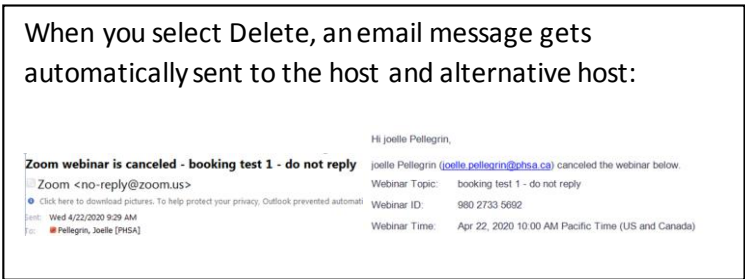 When you select Delete, an email message gets
automatically sent to the host and alternative host:
Zoom webinar is canceled - booking test 1 - do not reply
Zoom <no-reply@zoom.us>
Click here to download pictures. To help protect your privacy, Outlook prevented automati
Sent: Wed 4/22/2020 9:29 AM
To: Pellegrin, Joelle [PHSA]
Hi joelle Pellegrin,
joelle Pellegrin (joelle.pellegrin@phsa.ca) canceled the webinar below.
Webinar Topic: booking test 1 - do not reply
Webinar ID: 980 2733 5692
Webinar Time: Apr 22, 2020 10:00 AM Pacific Time (US and Canada)